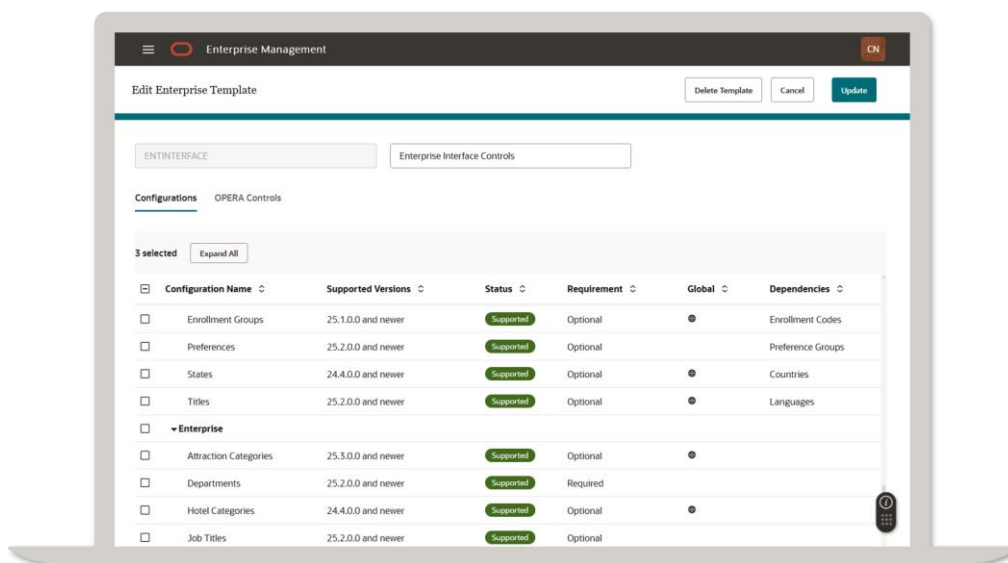 Enterprise Management CN
Edit Enterprise Template Delete Template Cancel Update
ENTINTERFACE Enterprise Interface Controls
Configurations OPERA Controls
3 selected Expand All
Configuration Name Supported Versions Status Requirement Global Dependencies
Enrollment Groups 25.1.0.0 and newer Supported Optional Enrollment Codes
Preferences 25.2.0.0 and newer Supported Optional Preference Groups
States 24.4.0.0 and newer Supported Optional Countries
Titles 25.2.0.0 and newer Supported Optional Languages
Enterprise
Attraction Categories 25.3.0.0 and newer Supported Optional
Departments 25.2.0.0 and newer Supported Required
Hotel Categories 24.4.0.0 and newer Supported Optional
Job Titles 25.2.0.0 and newer Supported Optional